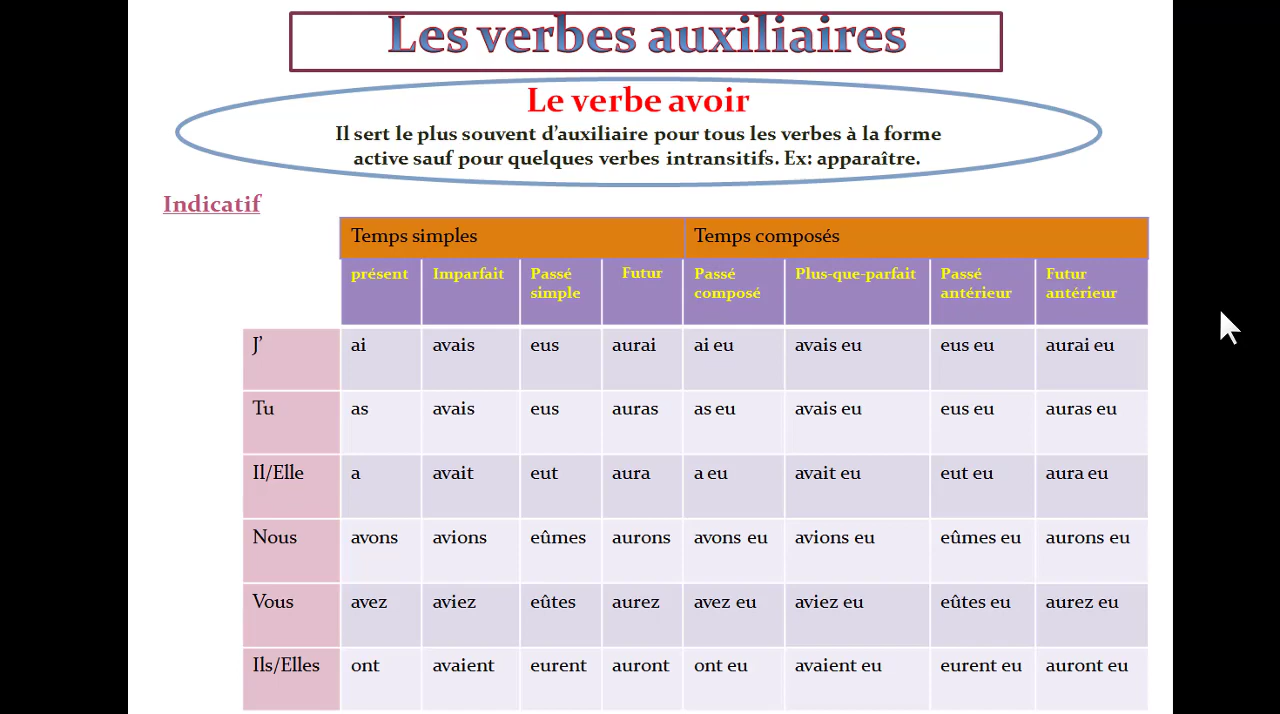 Les verbes auxiliaires
Le verbe avoir
Il sert le plus souvent d'auxiliaire pour tous les verbes à la forme
active sauf pour quelques verbes intransitifs. Ex: apparaître.
Indicatif
Temps simples Temps composés
présent Imparfait Passé simple Futur Passé composé Plus-que-parfait Passé antérieur Futur antérieur
J' ai avais eus aurai ai eu avais eu eus eu aurai eu
Tu as avais eus auras as eu avais eu eus eu auras eu
Il/Elle a avait eut aura a eu avait eu eut eu aura eu
Nous avons avions eûmes aurons avons eu avions eu eûmes eu aurons eu
Vous avez aviez eûtes aurez avez eu aviez eu eûtes eu aurez eu
Ils/Elles ont avaient eurent auront ont eu avaient eu eurent eu auront eu